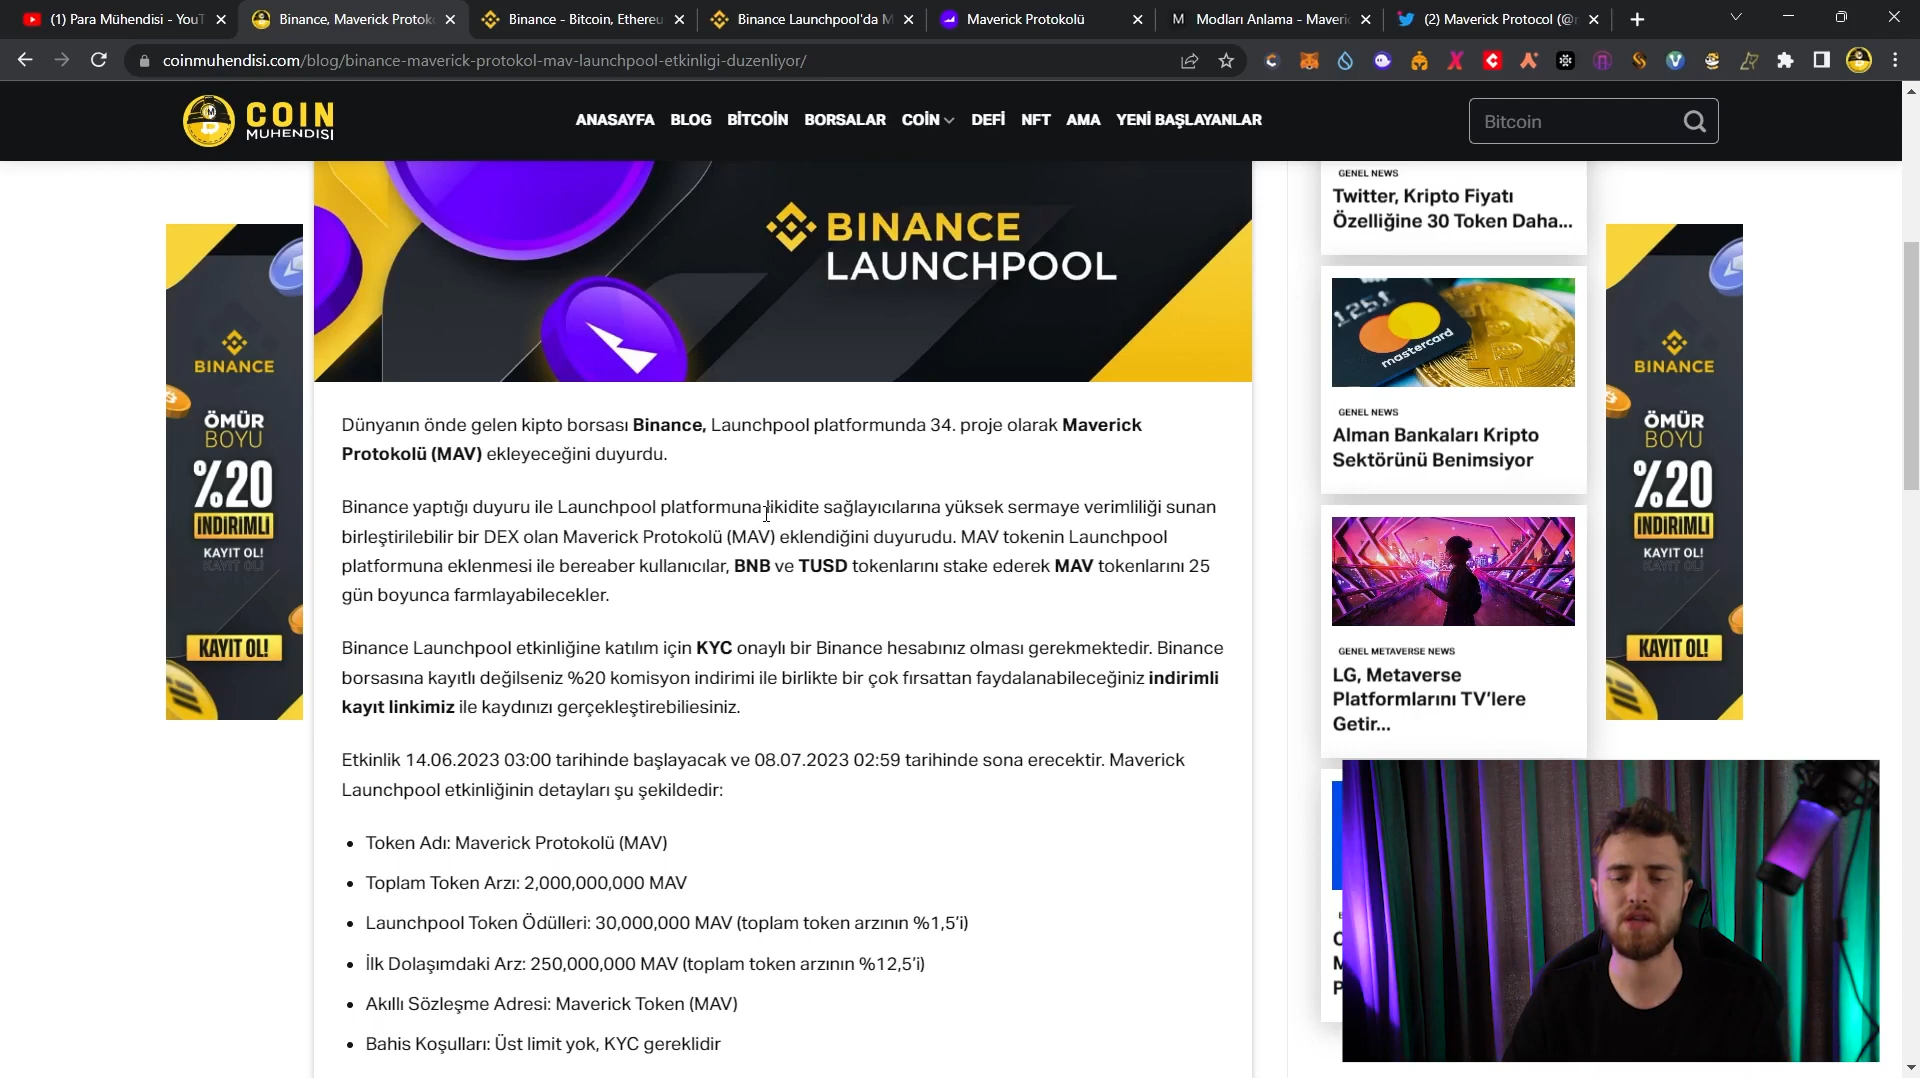 (1) Para Mühendisi - YouT
Binance, Maverick Protok
Binance - Bitcoin, Ethereu
Binance Launchpool'da M
Maverick Protokolü
Modları Anlama - Maveric
(2) Maverick Protocol (@
coinmuhendisi.com/blog/binance-maverick-protokol-mav-launchpool-etkinligi-duzenliyor/
COIN
MUHENDISI
ANASAYFA BLOG BİTCOİN BORSALAR COİN DEFİ NFT AMA YENİ BAŞLAYANLAR
Bitcoin
BINANCE
LAUNCHPOOL
BINANCE
ÖMÜR
BOYU
%20
INDIRIMLI
KAYIT OL!
KAYIT OL!
KAYIT OL!
Dünyanın önde gelen kipto borsası Binance, Launchpool platformunda 34. proje olarak Maverick
Protokolü (MAV) ekleyeceğini duyurdu.
Binance yaptığı duyuru ile Launchpool platformuna likidite sağlayıcılarına yüksek sermaye verimliliği sunan
birleştirilebilir bir DEX olan Maverick Protokolü (MAV) eklendiğini duyurudu. MAV tokenin Launchpool
platformuna eklenmesi ile bereaber kullanıcılar, BNB ve TUSD tokenlarını stake ederek MAV tokenlarını 25
gün boyunca farmlayabilecekler.
Binance Launchpool etkinliğine katılım için KYC onaylı bir Binance hesabınız olması gerekmektedir. Binance
borsasına kayıtlı değilseniz %20 komisyon indirimi ile birlikte bir çok fırsattan faydalanabileceğiniz indirimli
kayıt linkimiz ile kaydınızı gerçekleştirebiliesiniz.
Etkinlik 14.06.2023 03:00 tarihinde başlayacak ve 08.07.2023 02:59 tarihinde sona erecektir. Maverick
Launchpool etkinliğinin detayları şu şekildedir:
• Token Adı: Maverick Protokolü (MAV)
• Toplam Token Arzı: 2,000,000,000 MAV
• Launchpool Token Ödülleri: 30,000,000 MAV (toplam token arzının %1,5'i)
• İlk Dolaşımdaki Arz: 250,000,000 MAV (toplam token arzının %12,5'i)
• Akıllı Sözleşme Adresi: Maverick Token (MAV)
• Bahis Koşulları: Üst limit yok, KYC gereklidir
GENEL NEWS
Twitter, Kripto Fiyatı
Özelliğine 30 Token Daha...
1251
mastercard
GENEL NEWS
Alman Bankaları Kripto
Sektörünü Benimsiyor
GENEL METAVERSE NEWS
LG, Metaverse
Platformlarını TV'lere
Getir...
BINANCE
ÖMÜR
BOYU
%20
INDIRIMLI
KAYIT OL!
KAYIT OL!
KAYIT OL!